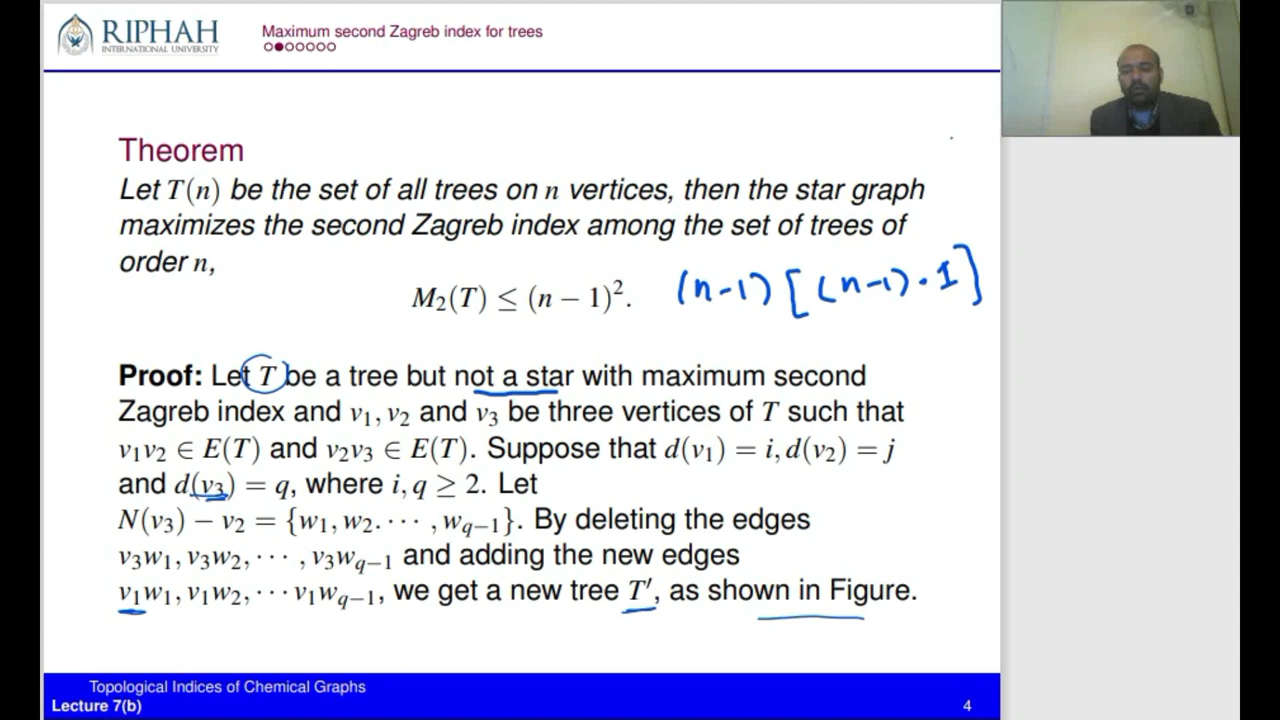 RIPHAH
INTERNATIONAL UNIVERSITY
Maximum second Zagreb index for trees
Theorem
Let T(n) be the set of all trees on n vertices, then the star graph
maximizes the second Zagreb index among the set of trees of
order n,
M₂(T) ≤ (n − 1)². (n-1) [(n-1) · 1]
Proof: Let T be a tree but not a star with maximum second
Zagreb index and v₁, v₂ and v₃ be three vertices of T such that
v₁v₂ ∈ E(T) and v₂v₃ ∈ E(T). Suppose that d(v₁) = i, d(v₂) = j
and d(v₃) = q, where i, q ≥ 2. Let
N(v₃) − v₂ = {w₁, w₂. ⋯ , w_{q−1}}. By deleting the edges
v₃w₁, v₃w₂, ⋯ , v₃w_{q−1} and adding the new edges
v₁w₁, v₁w₂, ⋯ v₁w_{q−1}, we get a new tree T′, as shown in Figure.
Topological Indices of Chemical Graphs
Lecture 7(b) 4